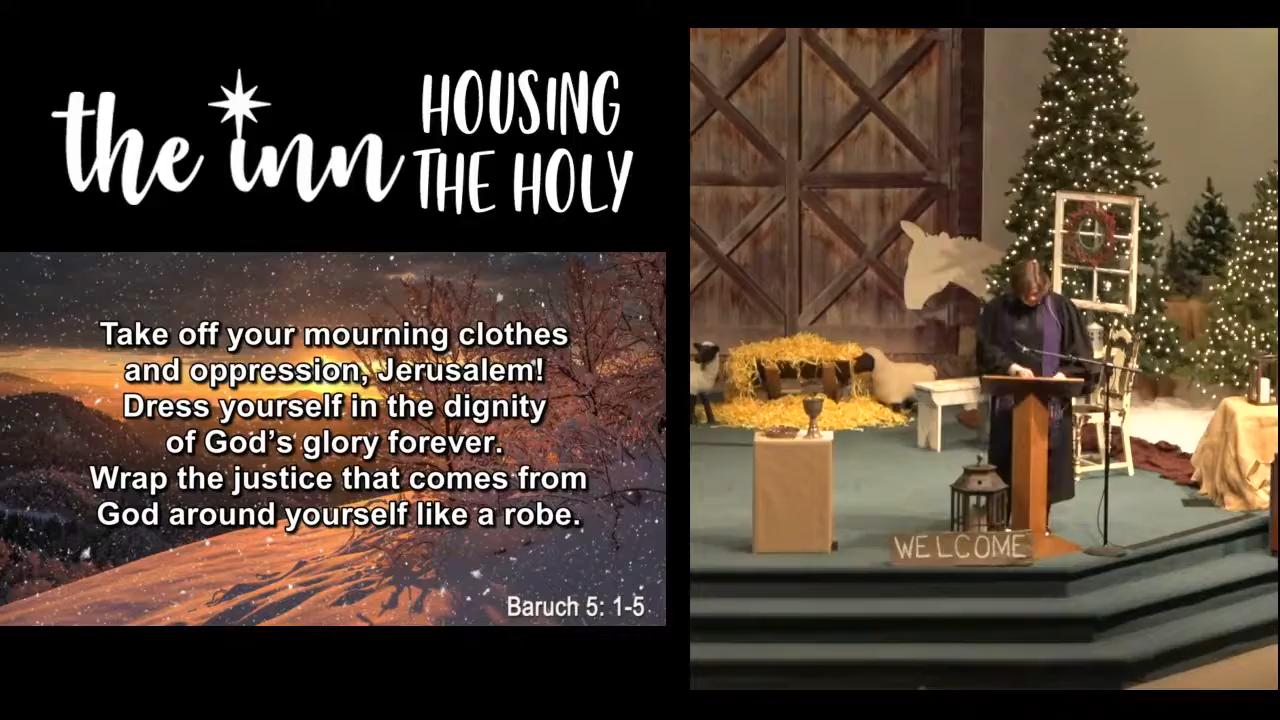 the inn
HOUSING
THE HOLY
Take off your mourning clothes
and oppression, Jerusalem!
Dress yourself in the dignity
of God's glory forever.
Wrap the justice that comes from
God around yourself like a robe.
Baruch 5: 1-5
WELCOME